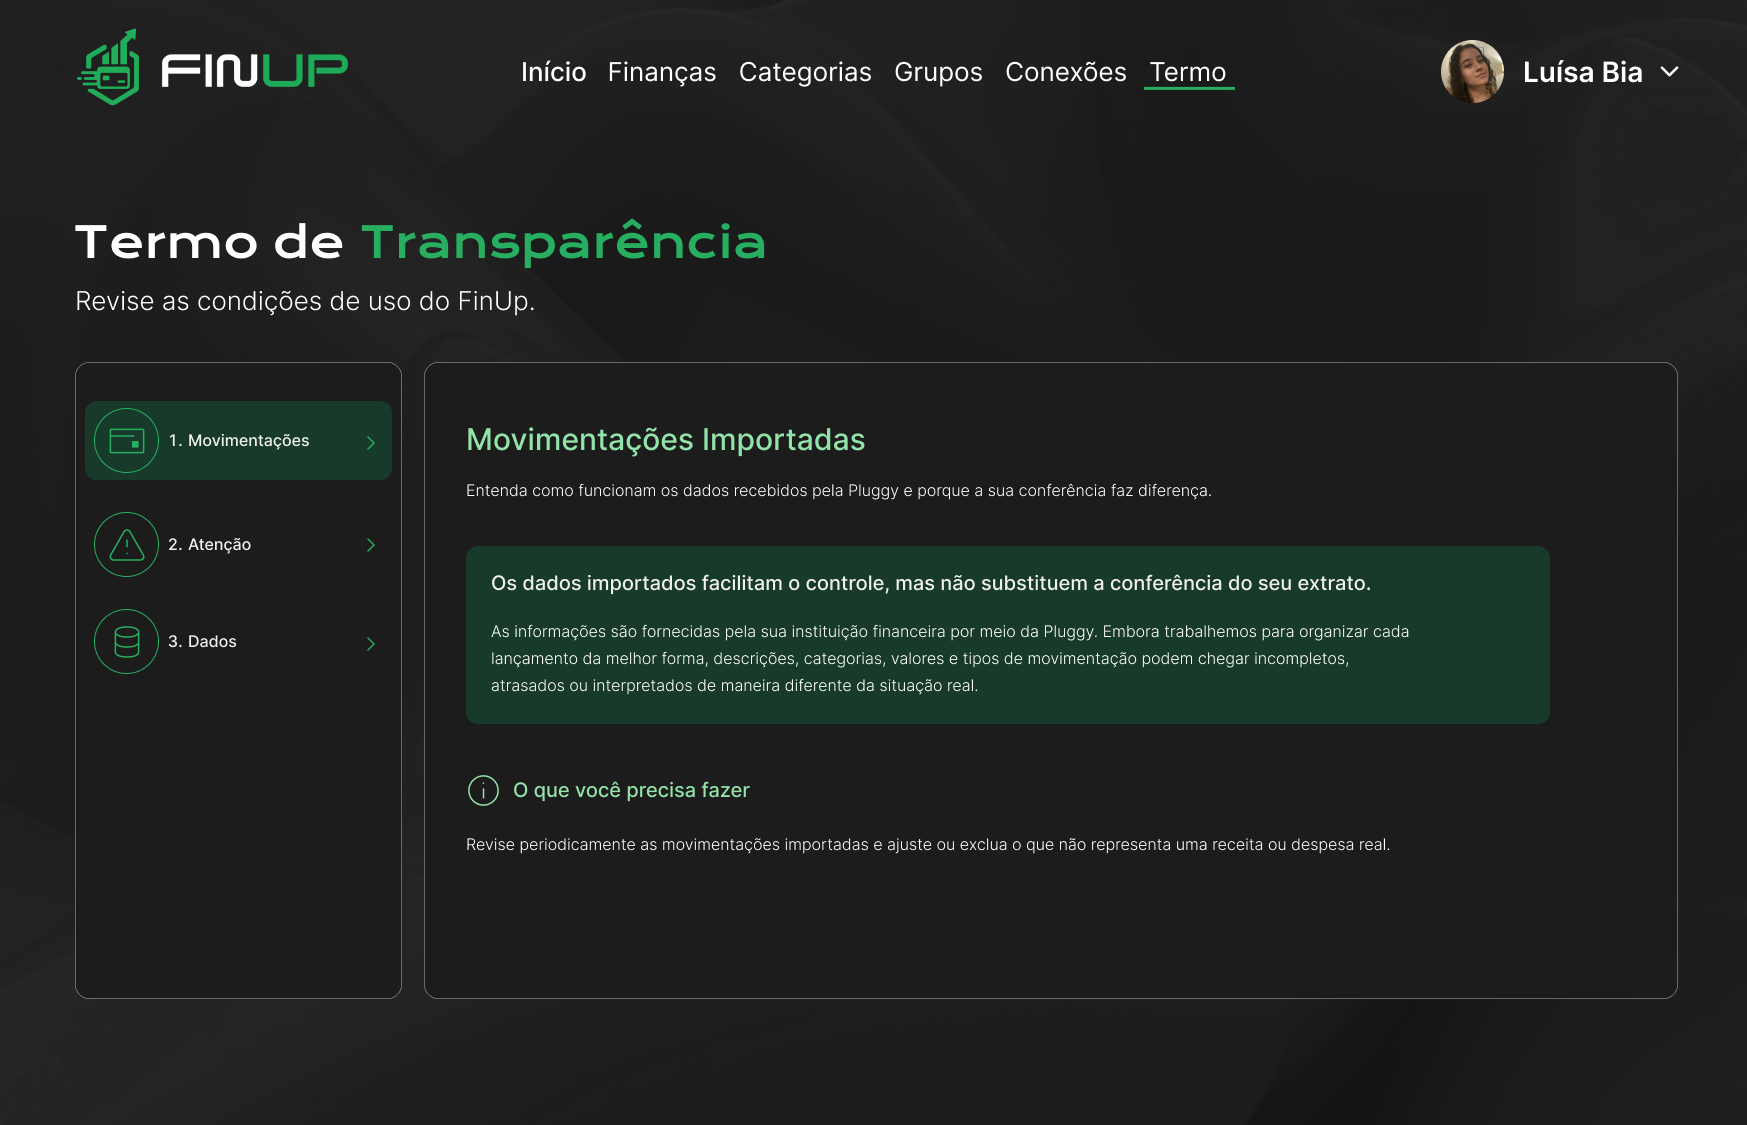 FINUP
Início Finanças Categorias Grupos Conexões Termo
Luísa Bia
Termo de Transparência
Revise as condições de uso do FinUp.
1. Movimentações
2. Atenção
3. Dados
Movimentações Importadas
Entenda como funcionam os dados recebidos pela Pluggy e porque a sua conferência faz diferença.
Os dados importados facilitam o controle, mas não substituem a conferência do seu extrato.
As informações são fornecidas pela sua instituição financeira por meio da Pluggy. Embora trabalhemos para organizar cada
lançamento da melhor forma, descrições, categorias, valores e tipos de movimentação podem chegar incompletos,
atrasados ou interpretados de maneira diferente da situação real.
O que você precisa fazer
Revise periodicamente as movimentações importadas e ajuste ou exclua o que não representa uma receita ou despesa real.